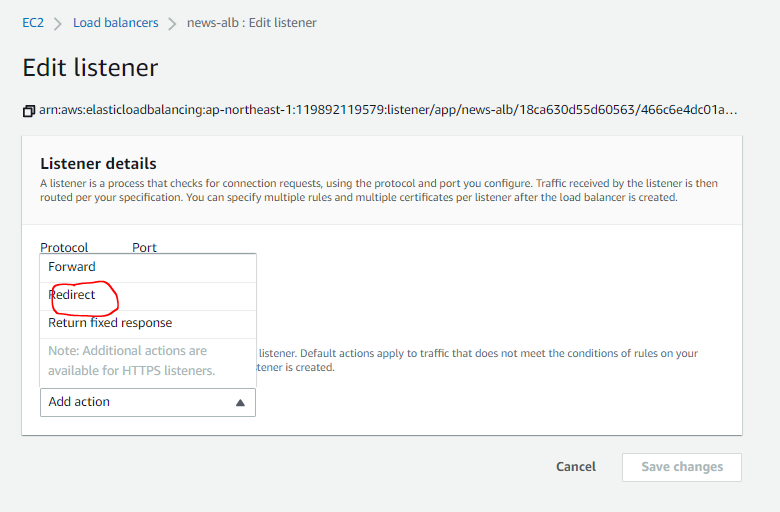 EC2 > Load balancers > news-alb : Edit listener
Edit listener
arn:aws:elasticloadbalancing:ap-northeast-1:119892119579:listener/app/news-alb/18ca630d55d60563/466c6e4dc01a...
Listener details
A listener is a process that checks for connection requests, using the protocol and port you configure. Traffic received by the listener is then
routed per your specification. You can specify multiple rules and multiple certificates per listener after the load balancer is created.
Protocol Port
Forward
Redirect
Return fixed response
Note: Additional actions are
available for HTTPS listeners.
listener. Default actions apply to traffic that does not meet the conditions of rules on your
tener is created.
Add action
Cancel Save changes